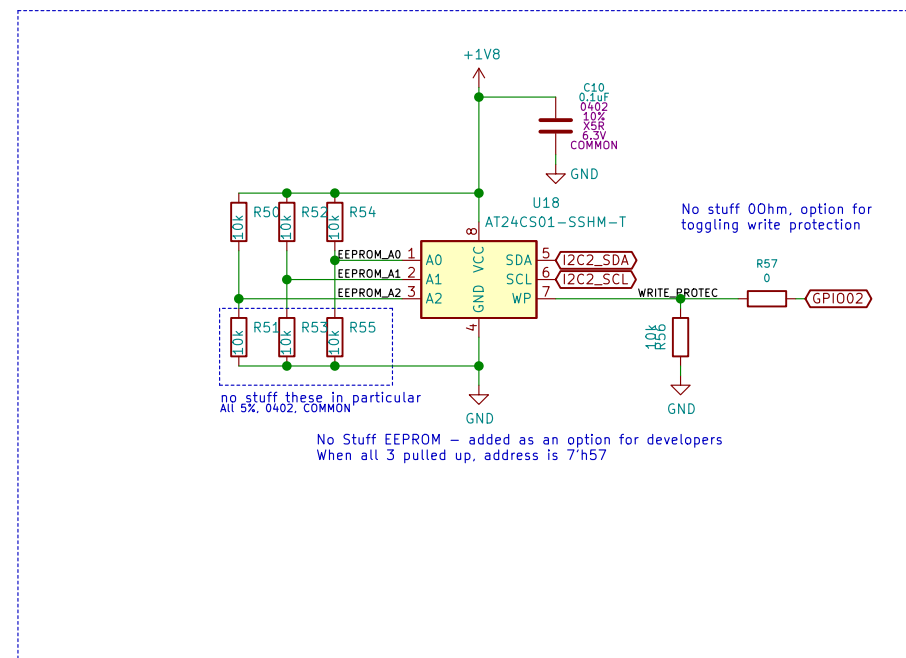 +1V8
C10
0.1uF
0402
10%
X5R
6.3V
COMMON
GND
U18
AT24CS01-SSHM-T
No stuff 0Ohm, option for
toggling write protection
R50 R52 R54
10k 10k 10k
8
VCC
EEPROM_A0 1 A0 SDA 5 I2C2_SDA
EEPROM_A1 2 A1 SCL 6 I2C2_SCL
EEPROM_A2 3 A2 WP 7 WRITE_PROTEC
GND
4
R57
0
GPIO02
R51 R53 R55
10k 10k 10k
10k
R56
no stuff these in particular
All 5%, 0402, COMMON
GND
GND
No Stuff EEPROM – added as an option for developers
When all 3 pulled up, address is 7'h57